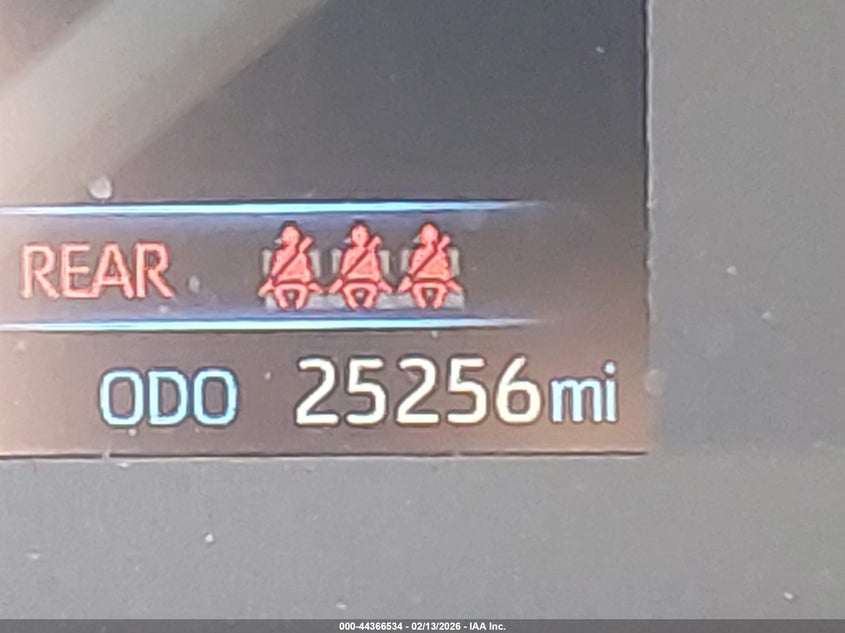 REAR
ODO 25256mi
000-44366534 - 02/13/2026 - IAA Inc.